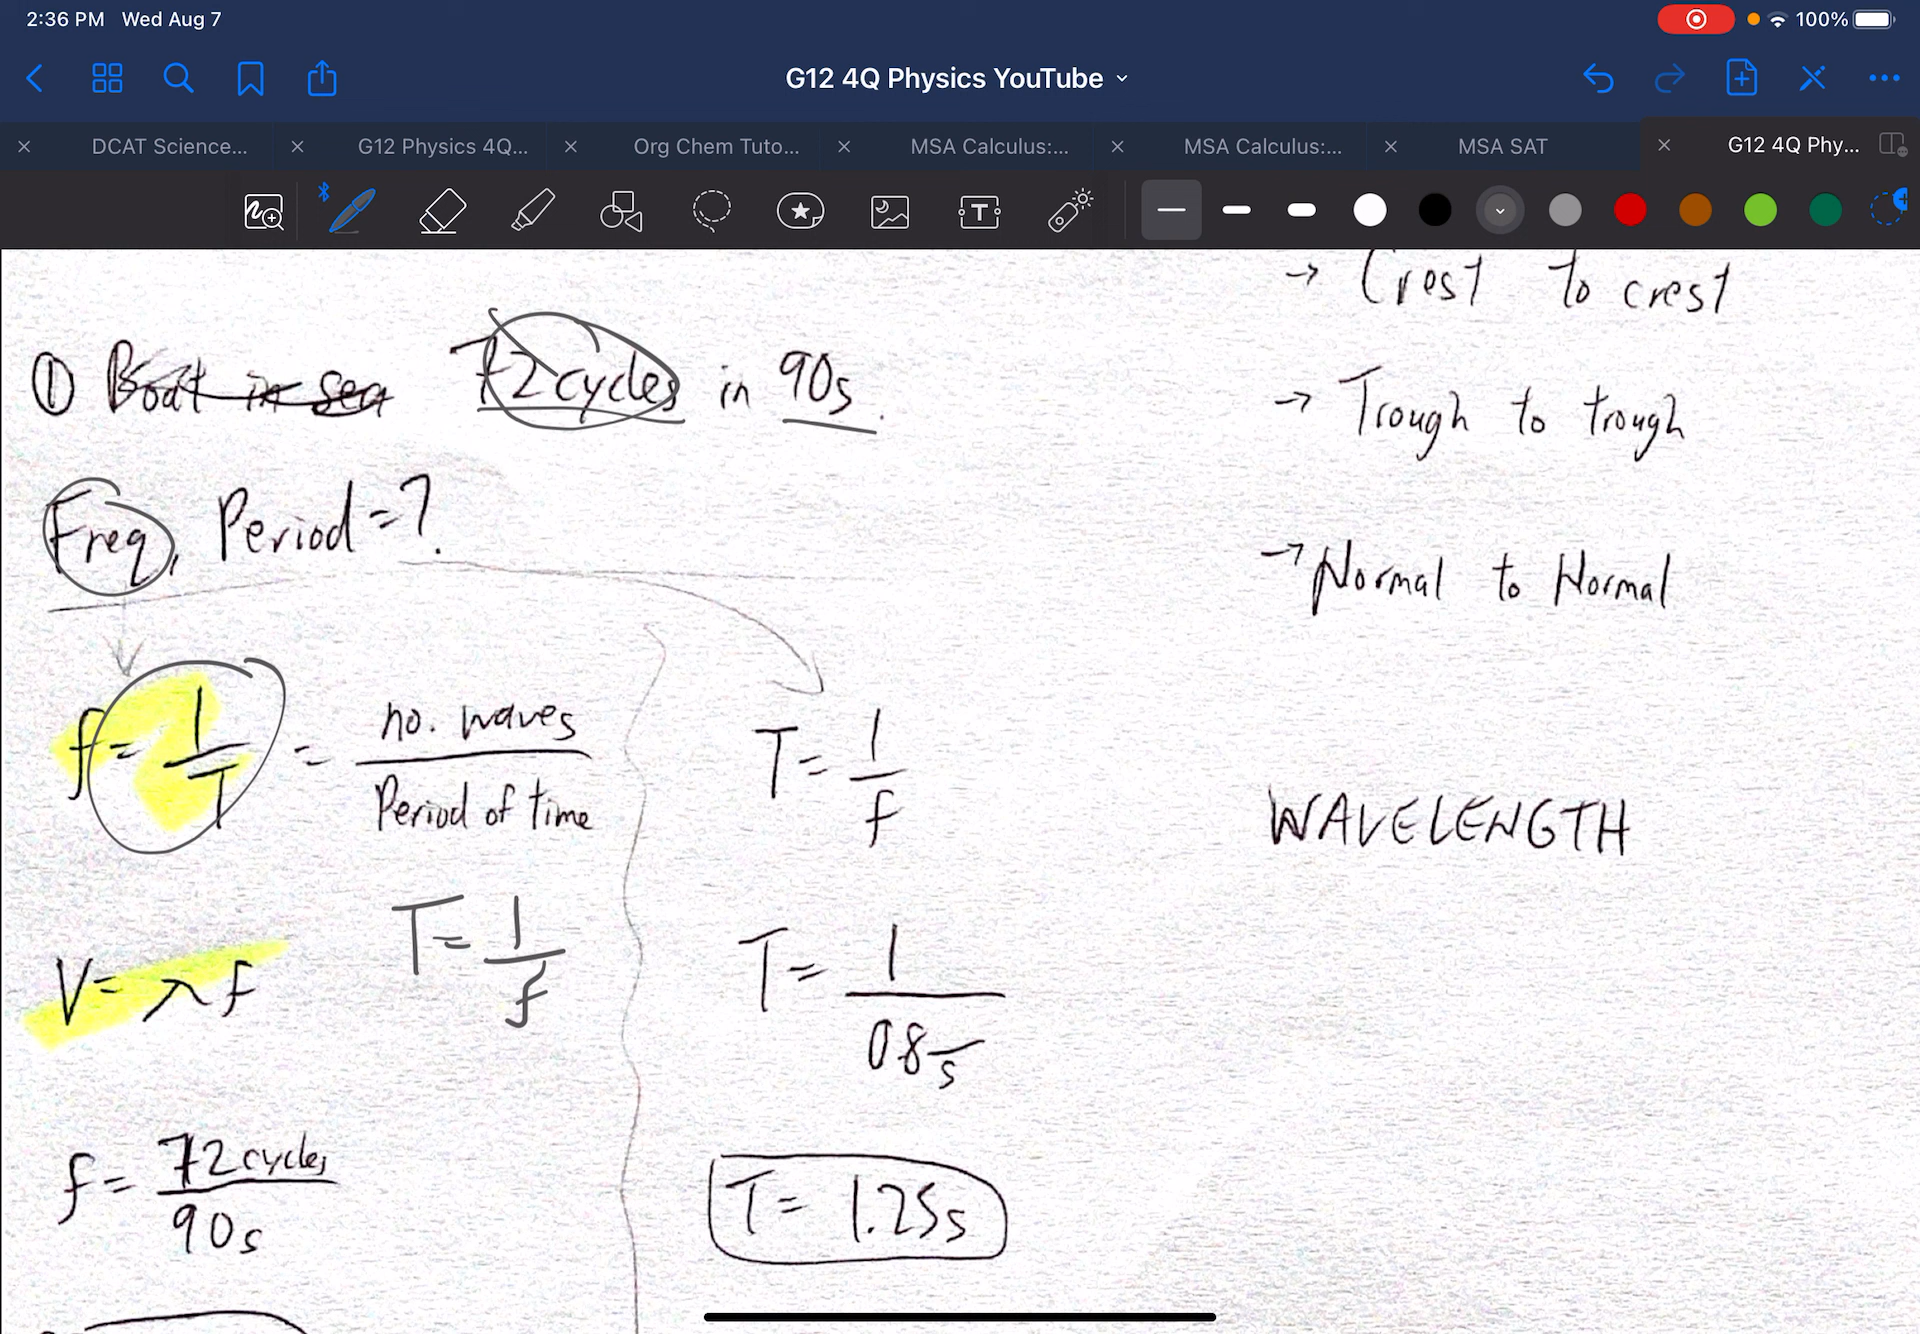 2:36 PM Wed Aug 7
100%
G12 4Q Physics YouTube
DCAT Science...
G12 Physics 4Q...
Org Chem Tuto...
MSA Calculus:...
MSA Calculus:...
MSA SAT
G12 4Q Phy...
T
① Boat in sea 72 cycles in 90s.
Freq, Period=?
f = 1/T = no. waves / Period of time
V = λf
T = 1/f
f = 72 cycles / 90s
T = 1/f
T = 1 / 08 s
T = 1.25s
→ Crest to crest
→ Trough to trough
→ Normal to Normal
WAVELENGTH